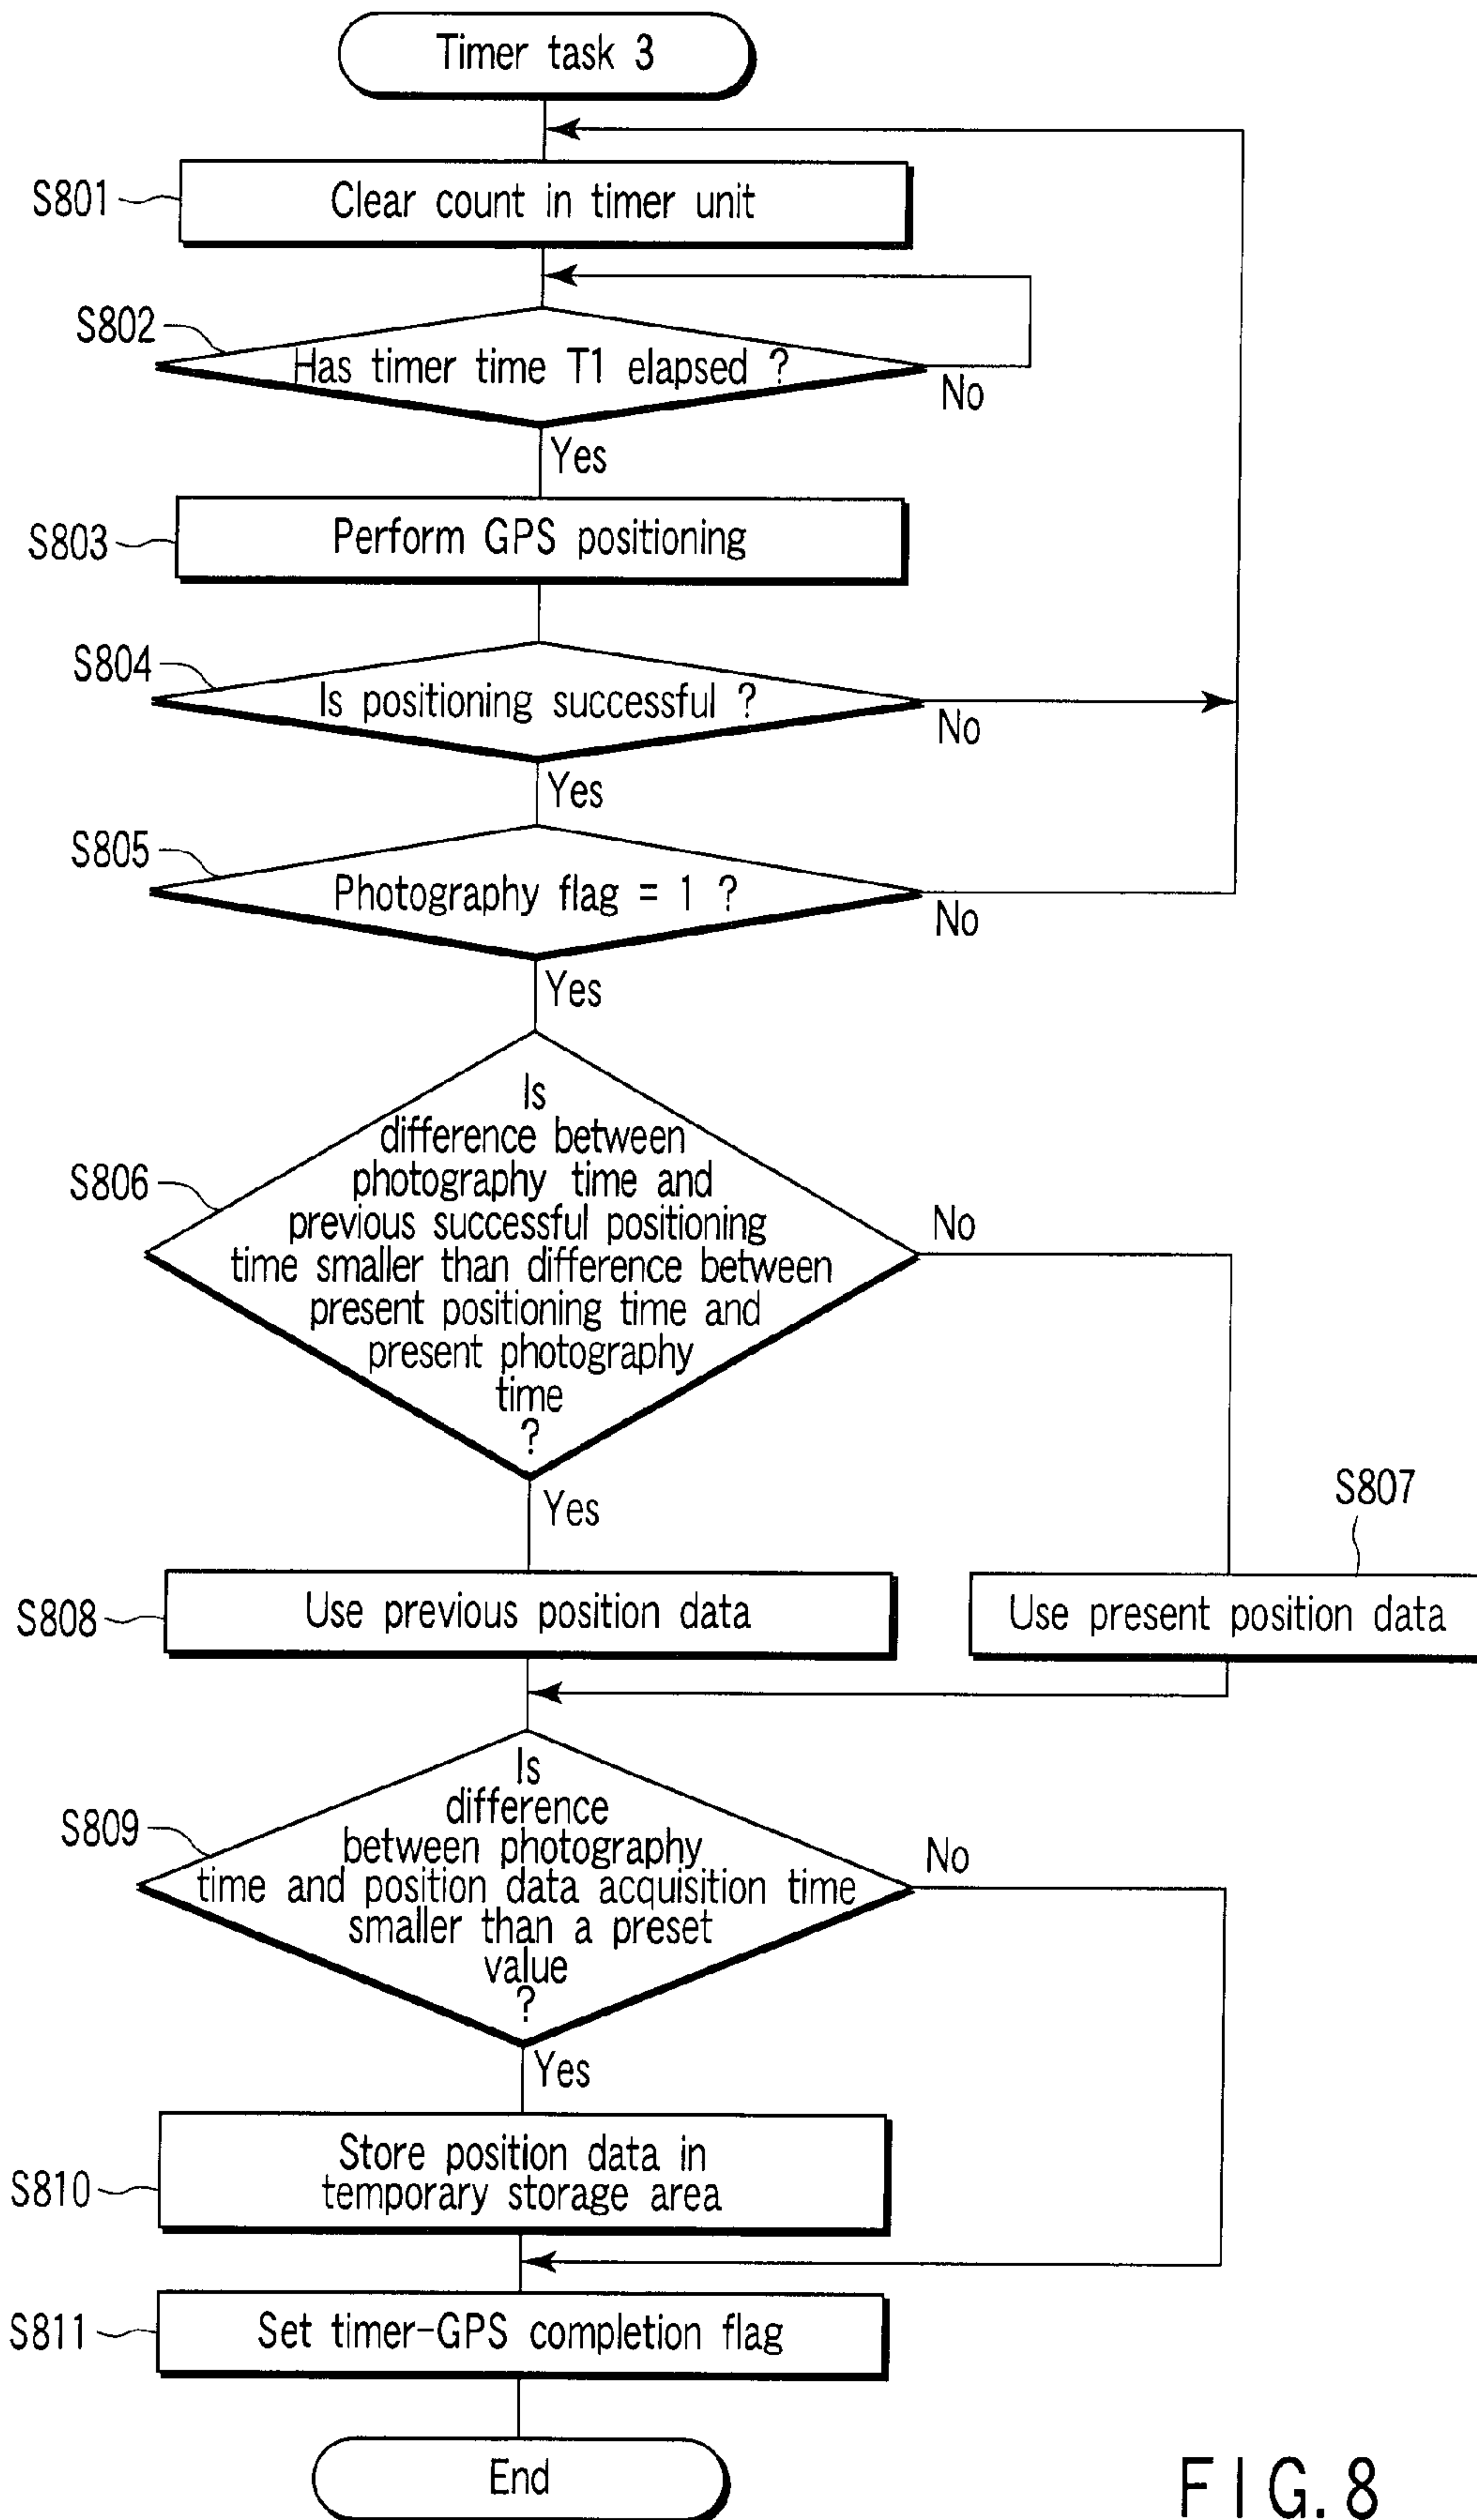 Timer task 3
S801
Clear count in timer unit
S802
Has timer time T1 elapsed ?
No
Yes
S803
Perform GPS positioning
S804
Is positioning successful ?
No
Yes
S805
Photography flag = 1 ?
No
Yes
S806
Is
difference between
photography time and
previous successful positioning
time smaller than difference between
present positioning time and
present photography
time
?
No
Yes
S807
S808
Use previous position data
Use present position data
S809
Is
difference
between photography
time and position data acquisition time
smaller than a preset
value
?
No
Yes
S810
Store position data in
temporary storage area
S811
Set timer-GPS completion flag
End
FIG. 8